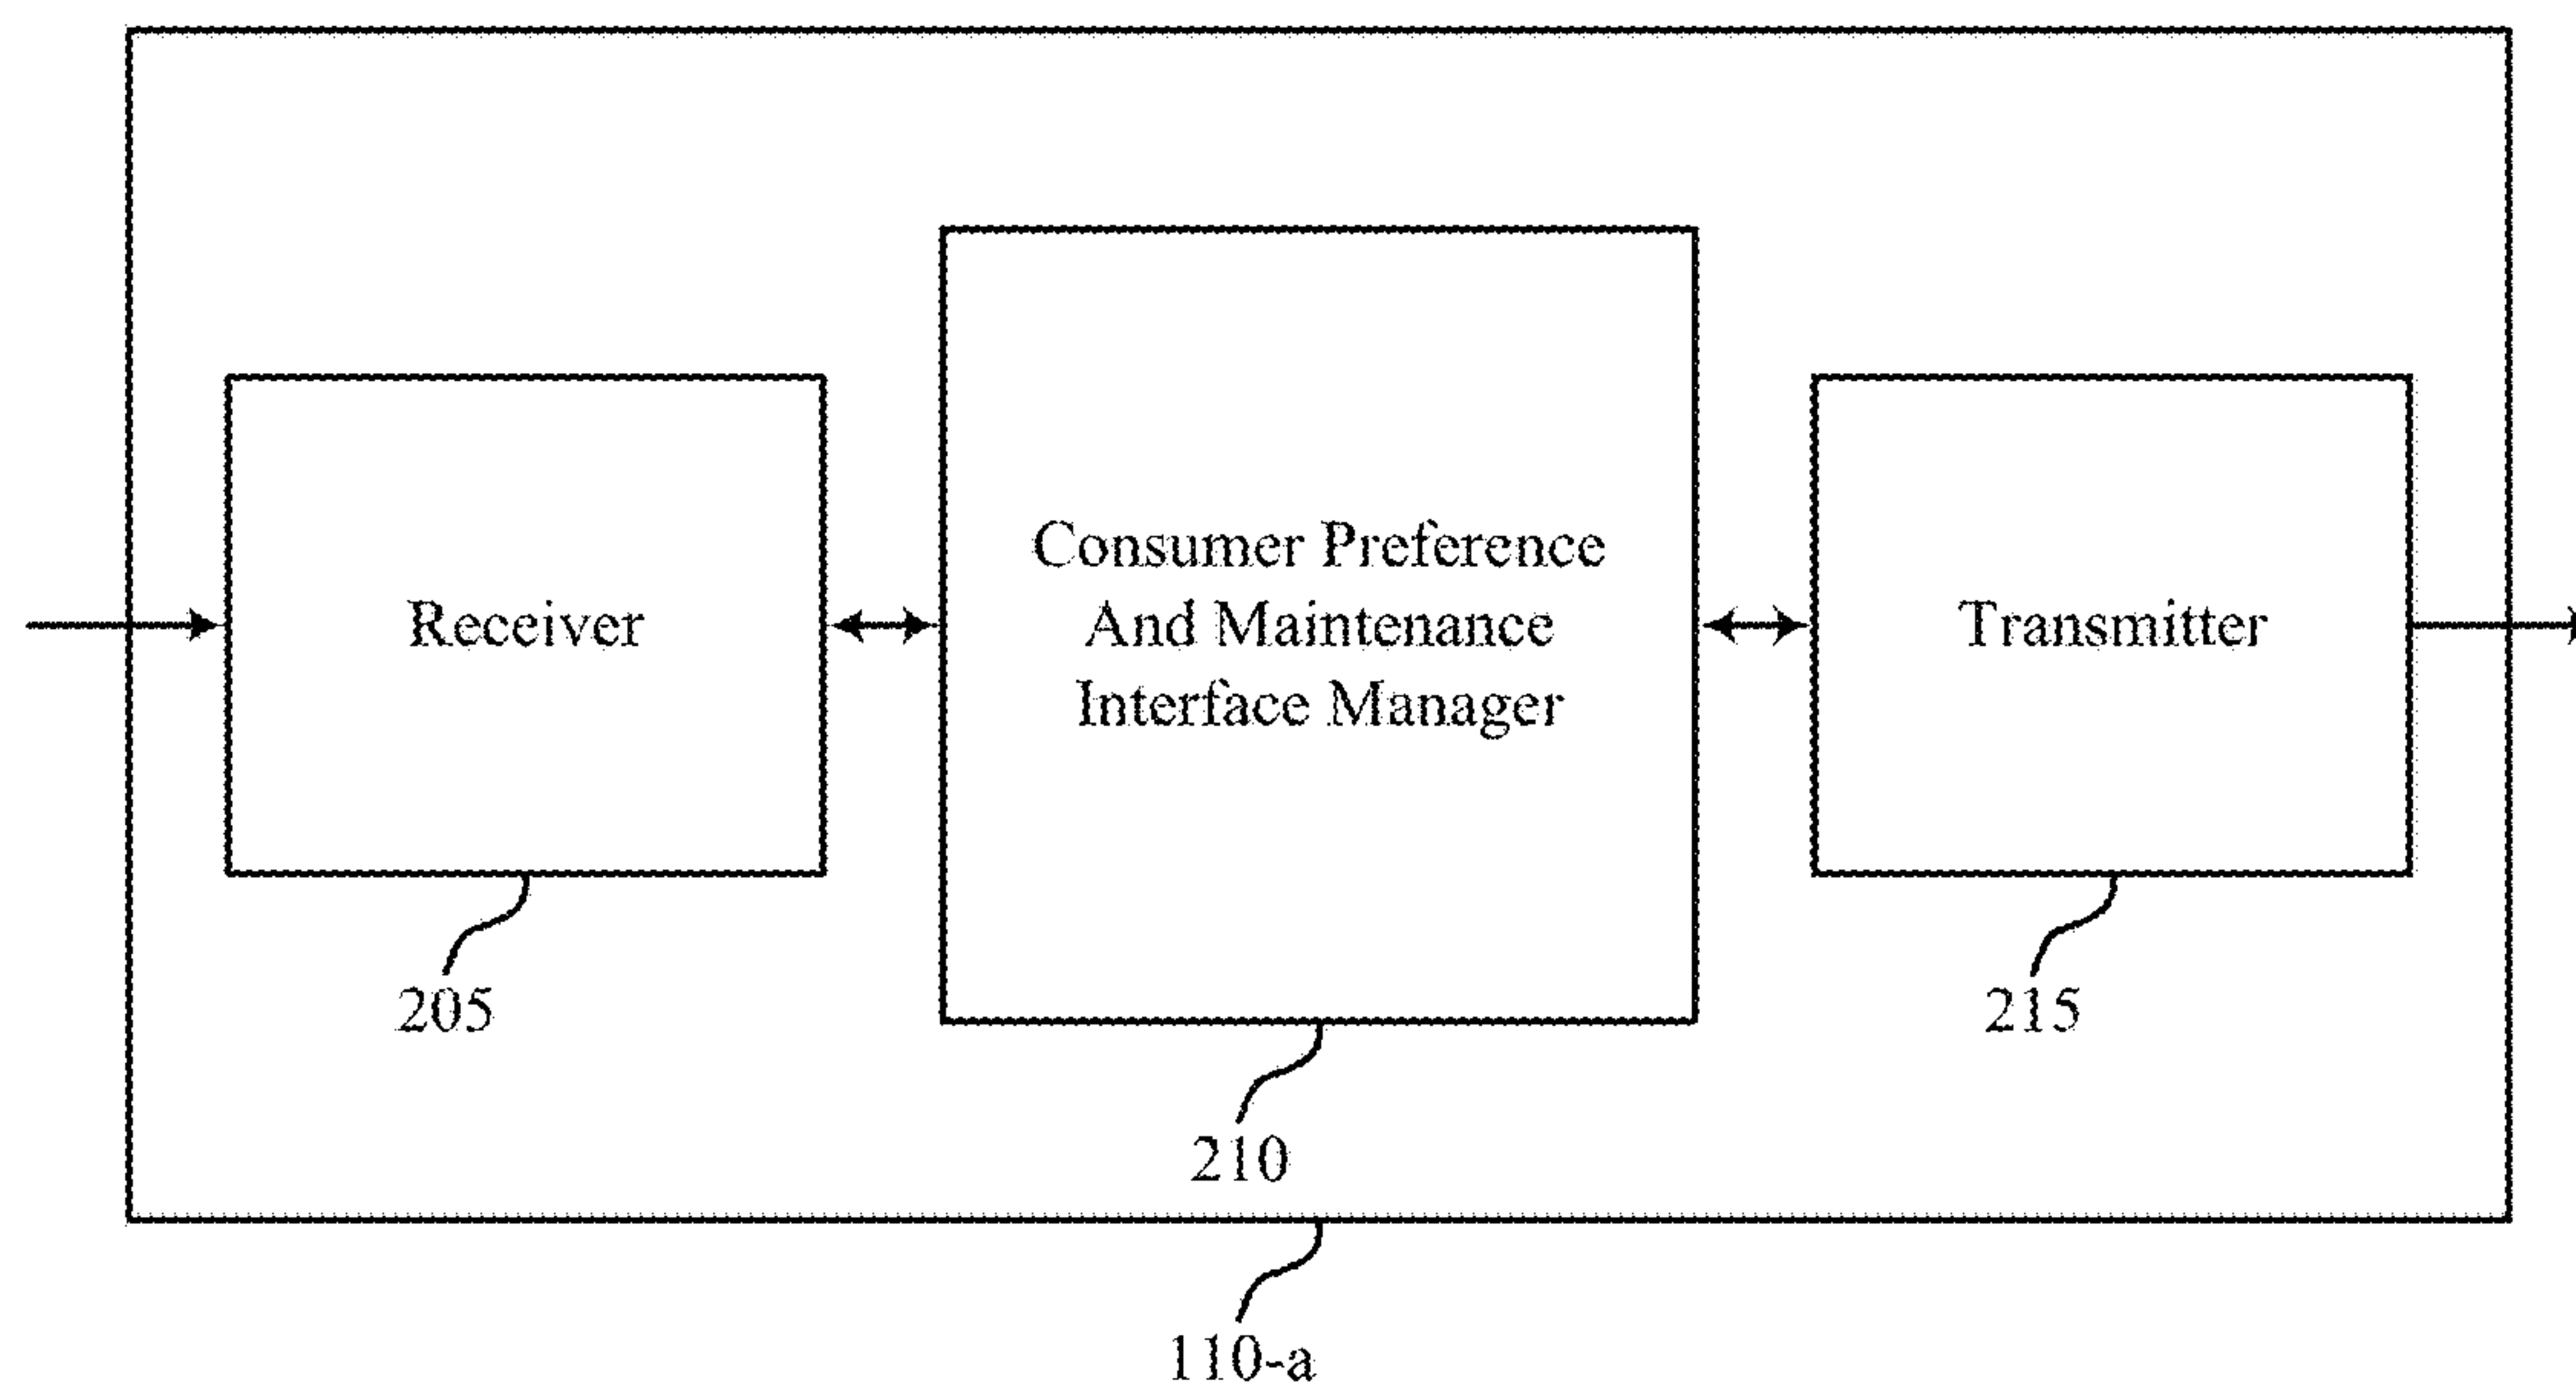 Receiver
Consumer Preference
And Maintenance
Interface Manager
Transmitter
205
210
215
110-a